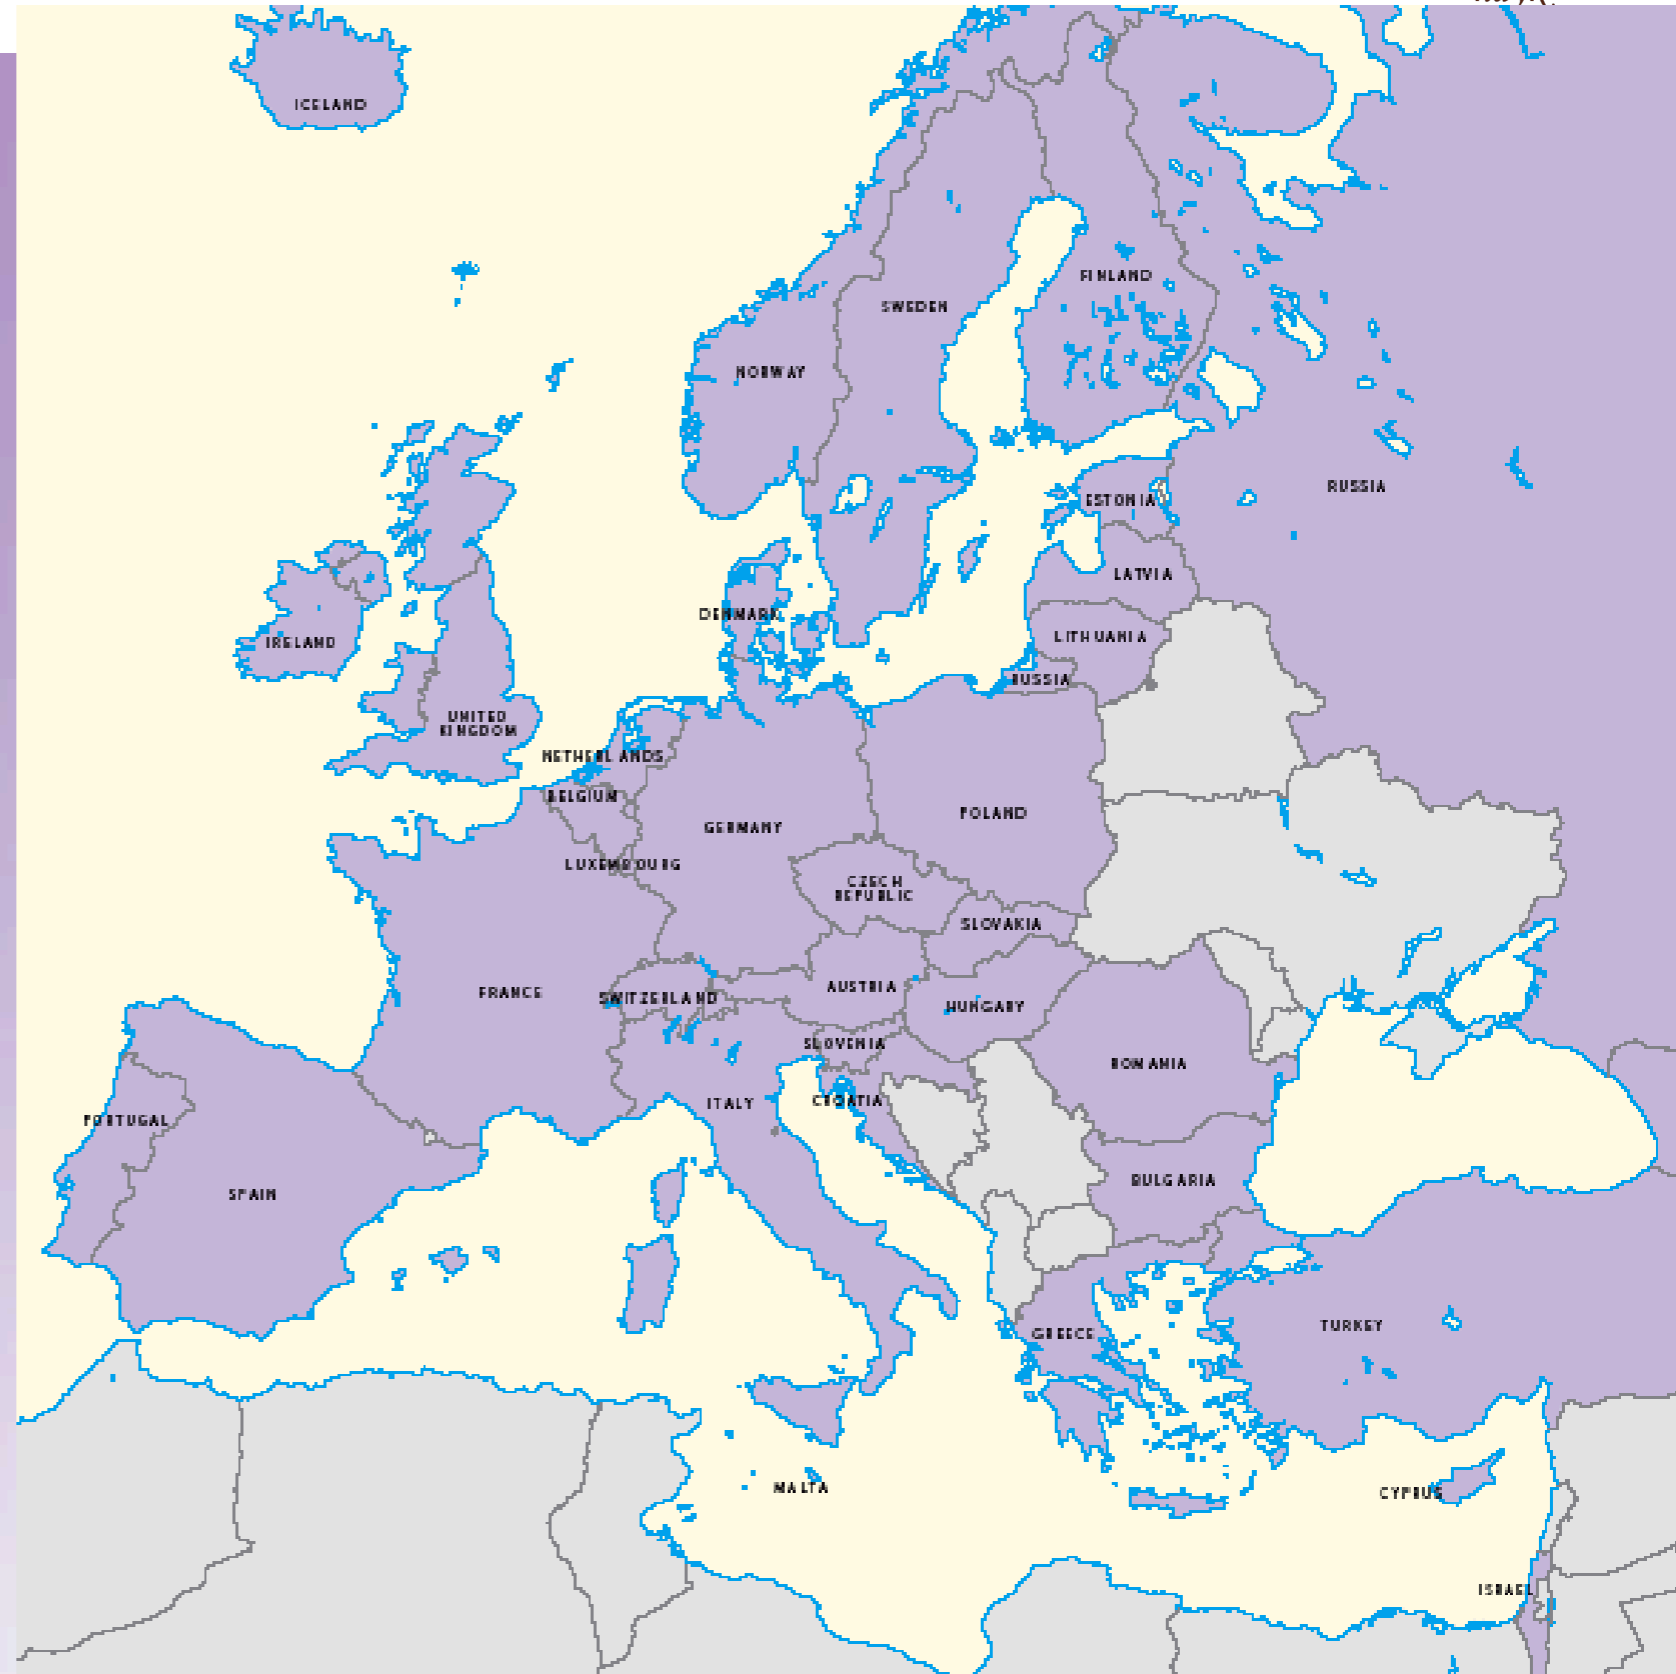 ICELAND
FINLAND
SWEDEN
NORWAY
RUSSIA
ESTONIA
LATVIA
DENMARK
LITHUANIA
IRELAND
RUSSIA
UNITED
KINGDOM
NETHERLANDS
BELGIUM
POLAND
GERMANY
LUXEMBOURG
CZECH
REPUBLIC
SLOVAKIA
AUSTRIA
FRANCE
SWITZERLAND
HUNGARY
SLOVENIA
ROMANIA
CROATIA
ITALY
PORTUGAL
BULGARIA
SPAIN
TURKEY
GREECE
MALTA
CYPRUS
ISRAEL